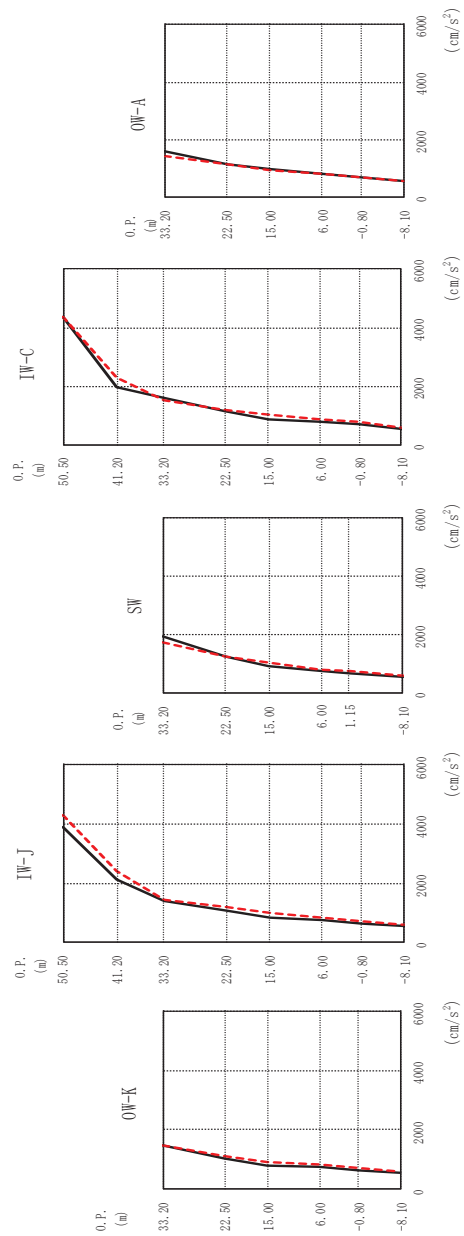 OW-K
O.P.
(m)
33.20
22.50
15.00
6.00
-0.80
-8.10
0
2000
4000
6000
(cm/s²)
IW-J
O.P.
(m)
50.50
41.20
33.20
22.50
15.00
6.00
-0.80
-8.10
0
2000
4000
6000
(cm/s²)
SW
O.P.
(m)
33.20
22.50
15.00
6.00
1.15
-8.10
0
2000
4000
6000
(cm/s²)
IW-C
O.P.
(m)
50.50
41.20
33.20
22.50
15.00
6.00
-0.80
-8.10
0
2000
4000
6000
(cm/s²)
OW-A
O.P.
(m)
33.20
22.50
15.00
6.00
-0.80
-8.10
0
2000
4000
6000
(cm/s²)